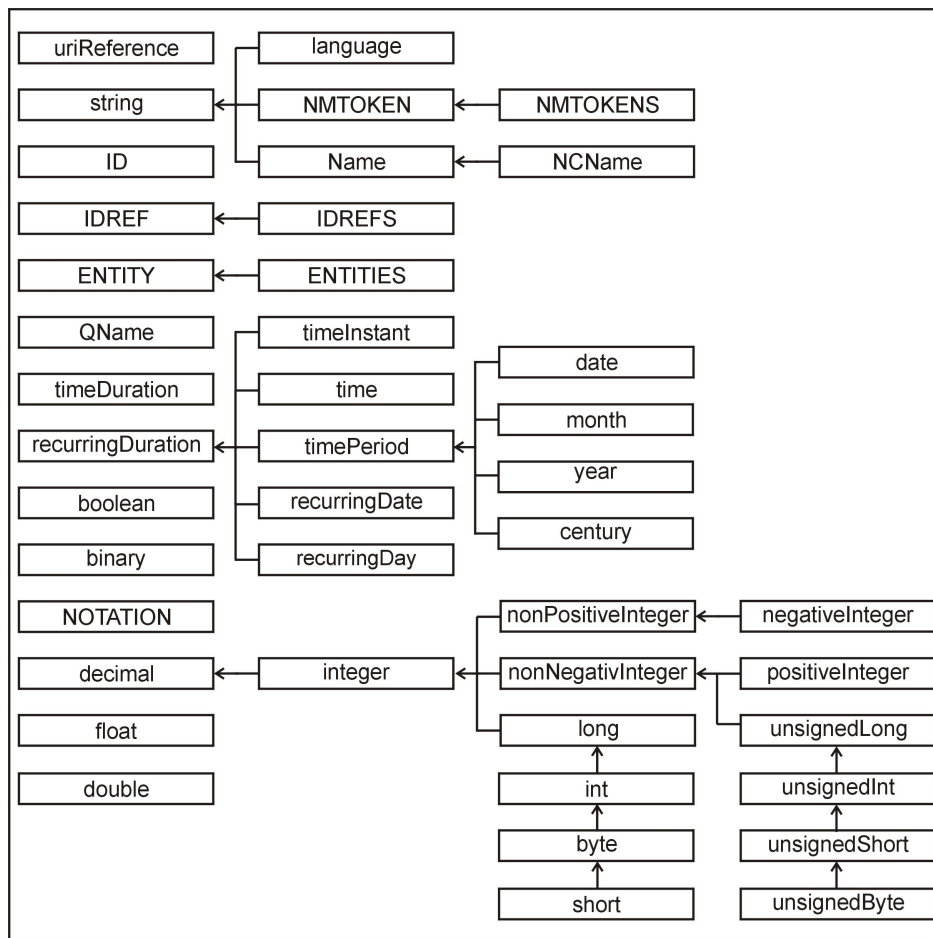 uriReference
language
string
NMTOKEN
NMTOKENS
ID
Name
NCName
IDREF
IDREFS
ENTITY
ENTITIES
QName
timeInstant
date
timeDuration
time
month
recurringDuration
timePeriod
year
boolean
recurringDate
century
binary
recurringDay
NOTATION
nonPositiveInteger
negativeInteger
decimal
integer
nonNegativInteger
positiveInteger
float
long
unsignedLong
double
int
unsignedInt
byte
unsignedShort
short
unsignedByte